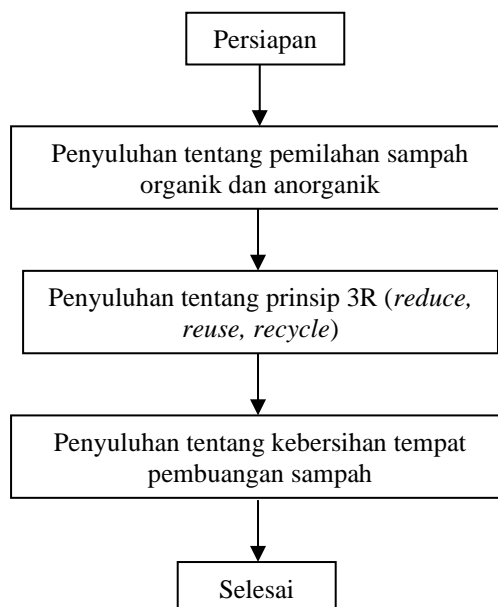 Persiapan
Penyuluhan tentang pemilahan sampah
organik dan anorganik
Penyuluhan tentang prinsip 3R (reduce,
reuse, recycle)
Penyuluhan tentang kebersihan tempat
pembuangan sampah
Selesai